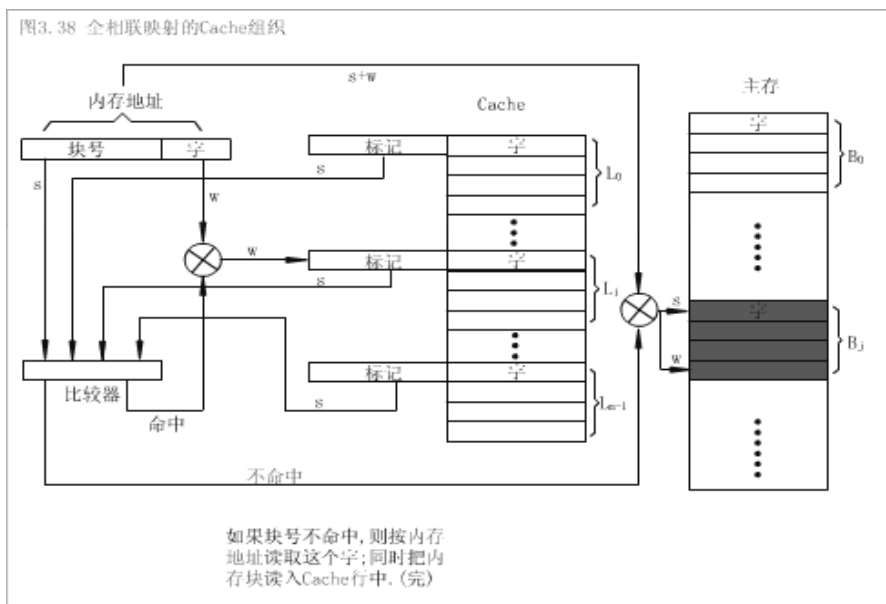 图3.38 全相联映射的Cache组织
s+w
主存
内存地址
Cache
块号 字
标记 字
字
B₀
s
w
s
L₀
w
标记 字
s
Lⱼ
s
字
Bⱼ
w
标记 字
s
Lₘ₋₁
比较器
命中
不命中
如果块号不命中,则按内存
地址读取这个字;同时把内
存块读入Cache行中.(完)